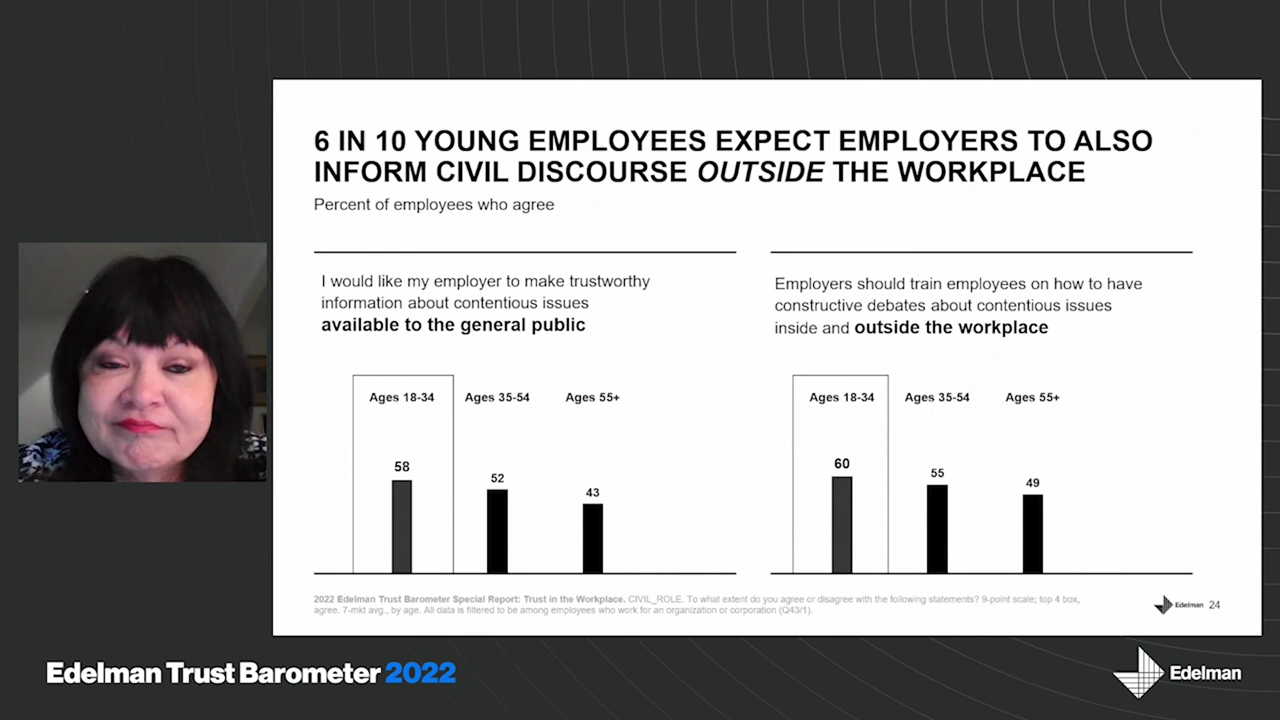 6 IN 10 YOUNG EMPLOYEES EXPECT EMPLOYERS TO ALSO
INFORM CIVIL DISCOURSE OUTSIDE THE WORKPLACE
Percent of employees who agree
I would like my employer to make trustworthy
information about contentious issues
available to the general public
Ages 18-34 Ages 35-54 Ages 55+
58
52
43
Employers should train employees on how to have
constructive debates about contentious issues
inside and outside the workplace
Ages 18-34 Ages 35-54 Ages 55+
60
55
49
2022 Edelman Trust Barometer Special Report: Trust in the Workplace. CIVIL_ROLE. To what extent do you agree or disagree with the following statements? 9-point scale; top 4 box,
agree. 7-mkt avg., by age. All data is filtered to be among employees who work for an organization or corporation (Q43/1).
Edelman 24
Edelman Trust Barometer 2022
Edelman